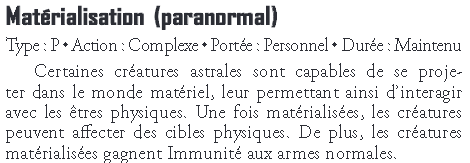 Matérialisation (paranormal)
Type : P • Action : Complexe • Portée : Personnel • Durée : Maintenu
Certaines créatures astrales sont capables de se proje-
ter dans le monde matériel, leur permettant ainsi d'interagir
avec les êtres physiques. Une fois matérialisées, les créatures
peuvent affecter des cibles physiques. De plus, les créatures
matérialisées gagnent Immunité aux armes normales.